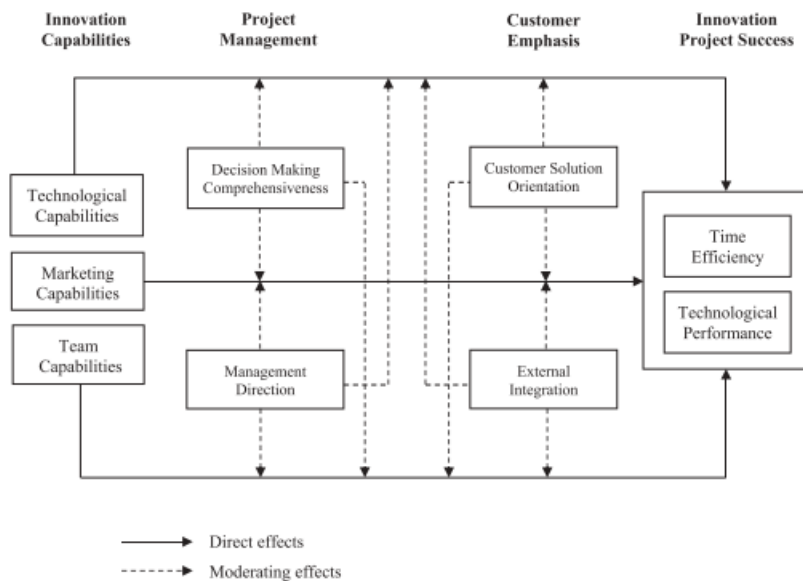 Innovation
Capabilities
Project
Management
Customer
Emphasis
Innovation
Project Success
Decision Making
Comprehensiveness
Customer Solution
Orientation
Technological
Capabilities
Time
Efficiency
Marketing
Capabilities
Technological
Performance
Team
Capabilities
Management
Direction
External
Integration
Direct effects
Moderating effects